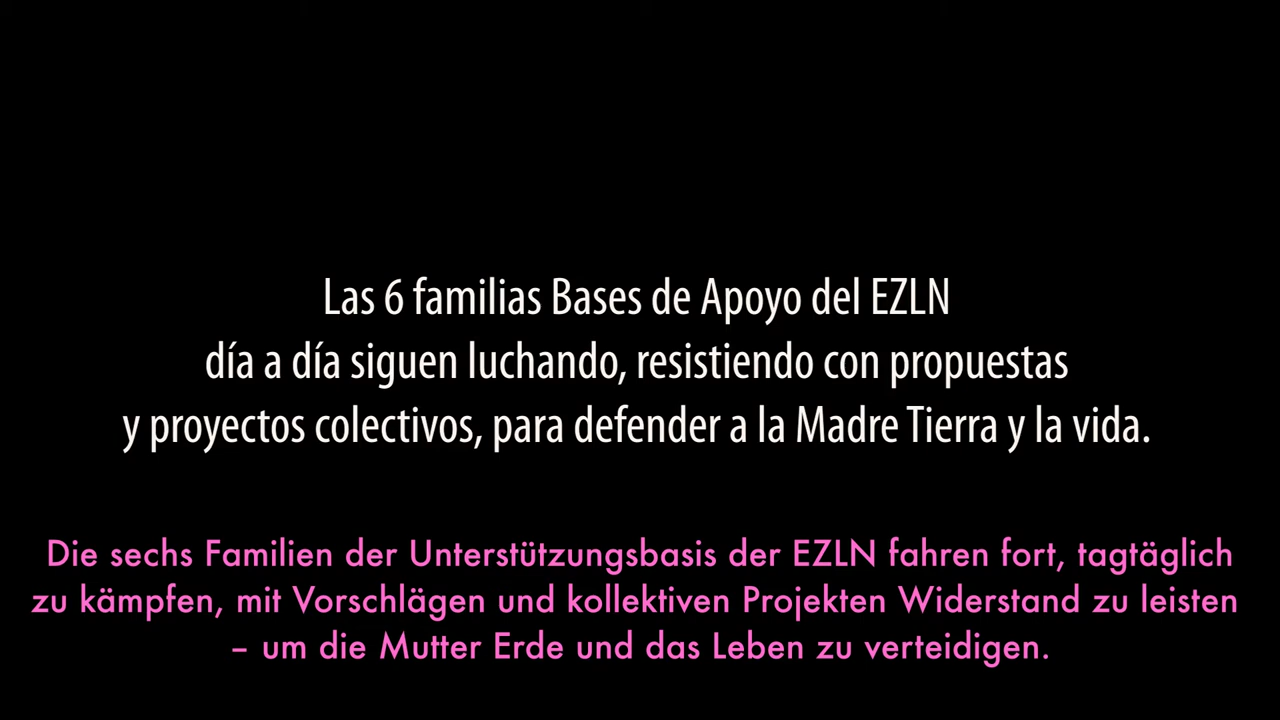 Las 6 familias Bases de Apoyo del EZLN
día a día siguen luchando, resistiendo con propuestas
y proyectos colectivos, para defender a la Madre Tierra y la vida.
Die sechs Familien der Unterstützungsbasis der EZLN fahren fort, tagtäglich
zu kämpfen, mit Vorschlägen und kollektiven Projekten Widerstand zu leisten
– um die Mutter Erde und das Leben zu verteidigen.